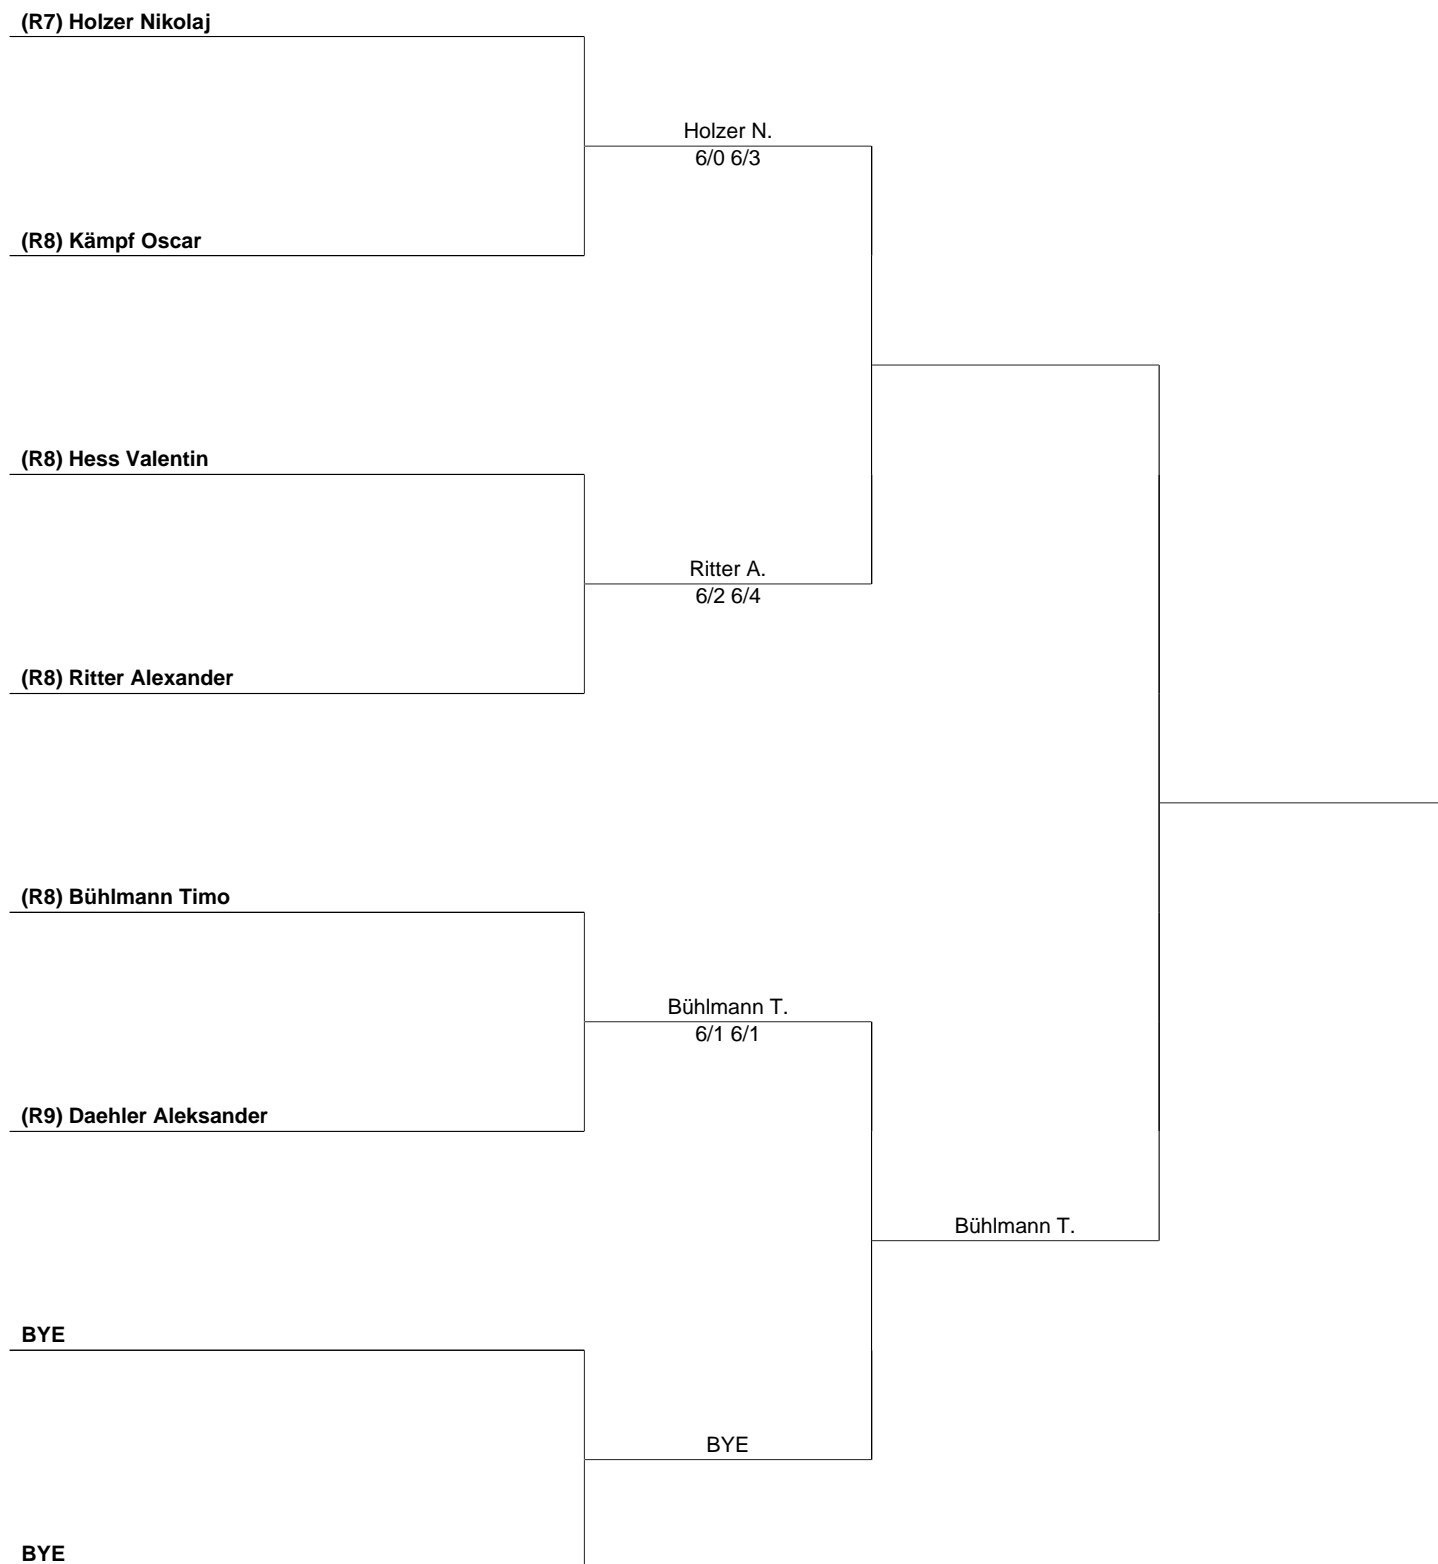 (R7) Holzer Nikolaj
Holzer N.
6/0 6/3
(R8) Kämpf Oscar
(R8) Hess Valentin
Ritter A.
6/2 6/4
(R8) Ritter Alexander
(R8) Bühlmann Timo
Bühlmann T.
6/1 6/1
(R9) Daehler Aleksander
Bühlmann T.
BYE
BYE
BYE